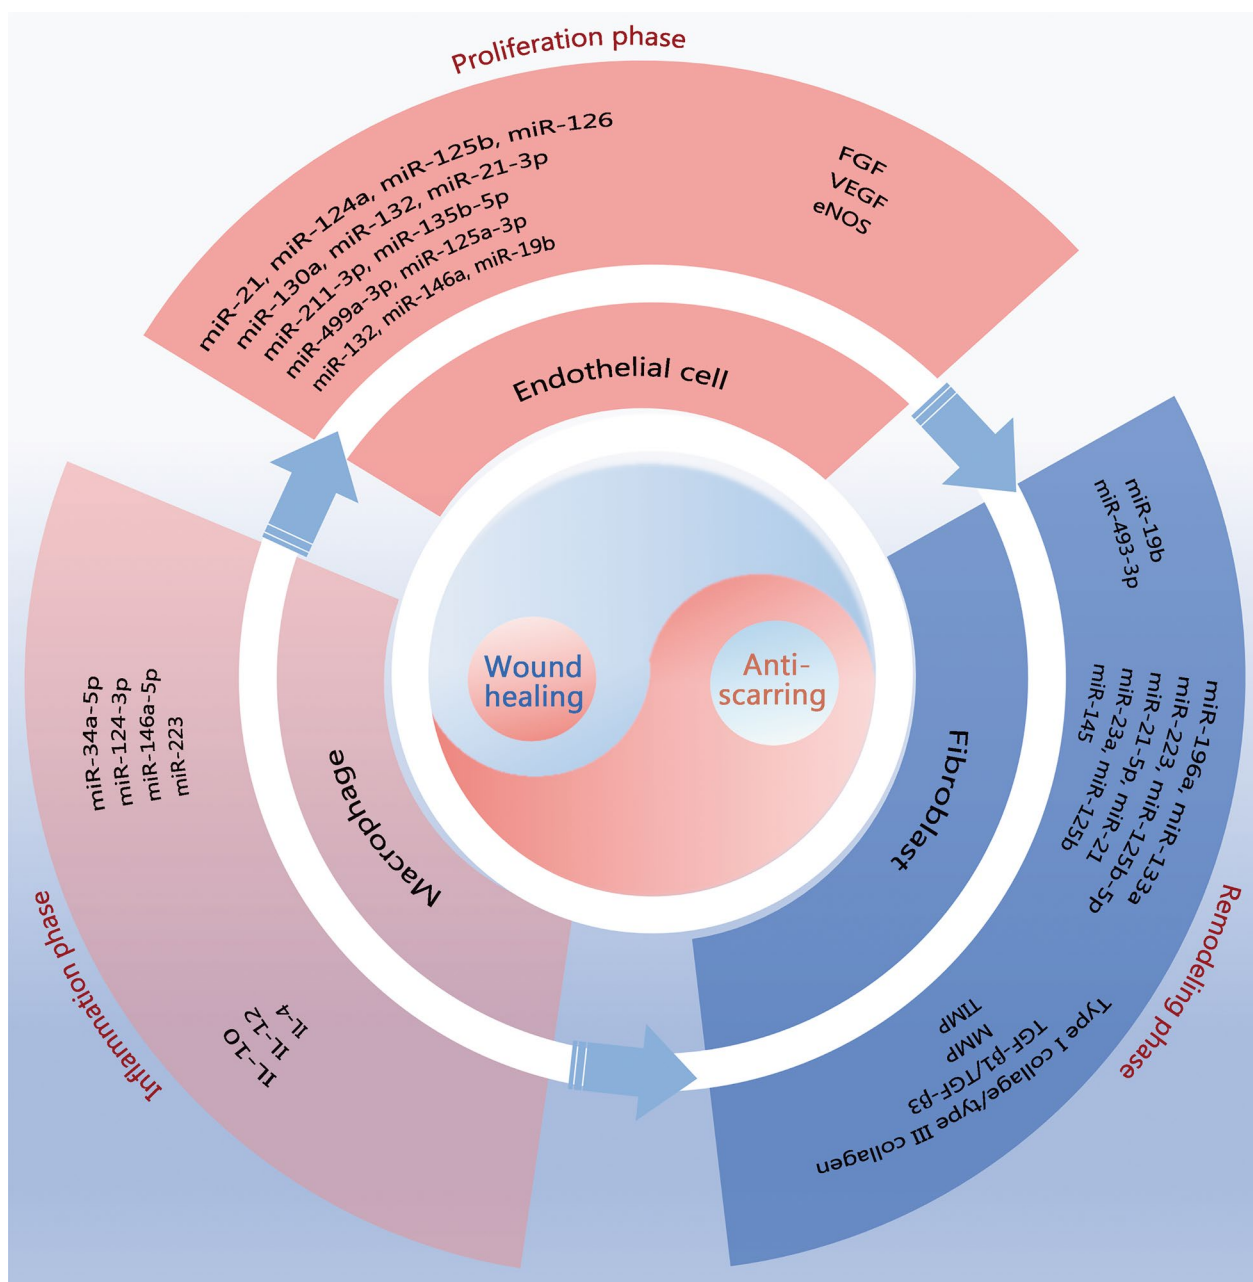 Proliferation phase
miR-21, miR-124a, miR-125b, miR-126
miR-130a, miR-132, miR-21-3p
miR-211-3p, miR-135b-5p
miR-499a-3p, miR-125a-3p
miR-132, miR-146a, miR-19b
FGF
VEGF
eNOS
Endothelial cell
miR-19b
miR-493-3p
miR-196a, miR-133a
miR-223, miR-125b-5p
miR-21-5p, miR-21
miR-23a, miR-125b
miR-145
Fibroblast
Remodeling phase
TIMP
MMP
TGF-β1/TGF-β3
Type I collage/type III collagen
Wound
healing
Anti-
scarring
Macrophage
miR-34a-5p
miR-124-3p
miR-146a-5p
miR-223
IL-4
IL-12
IL-10
Inflammation phase